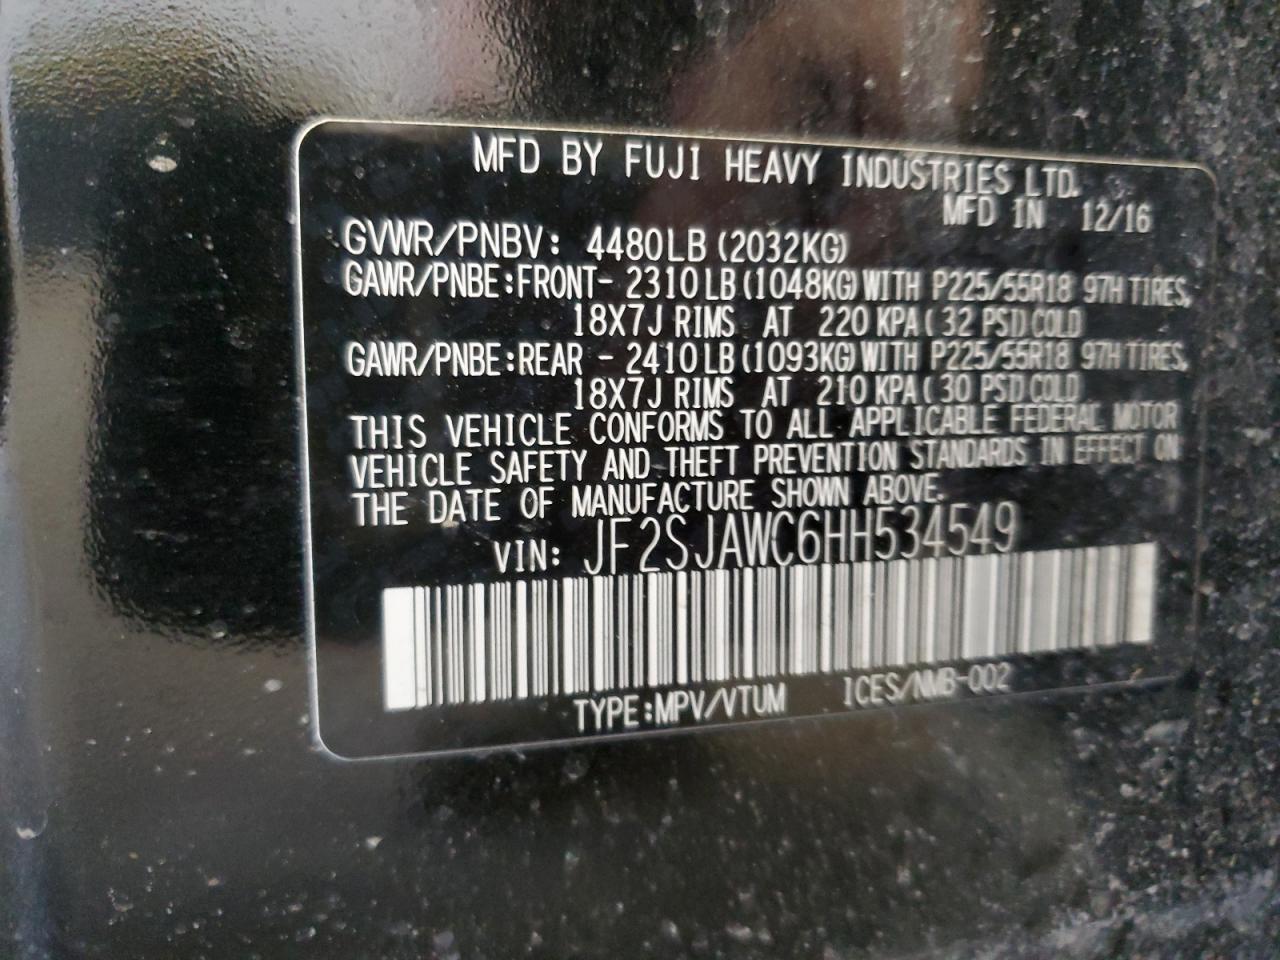 MFD BY FUJI HEAVY INDUSTRIES LTD.
MFD IN 12/16
GVWR/PNBV: 4480LB (2032KG)
GAWR/PNBE:FRONT- 2310LB (1048KG) WITH P225/55R18 97H TIRES,
18X7J RIMS AT 220 KPA ( 32 PSI) COLD
GAWR/PNBE:REAR - 2410LB (1093KG) WITH P225/55R18 97H TIRES,
18X7J RIMS AT 210 KPA ( 30 PSI) COLD
THIS VEHICLE CONFORMS TO ALL APPLICABLE FEDERAL MOTOR
VEHICLE SAFETY AND THEFT PREVENTION STANDARDS IN EFFECT ON
THE DATE OF MANUFACTURE SHOWN ABOVE.
VIN: JF2SJAWC6HH534549
TYPE:MPV/VTUM ICES/NMB-002